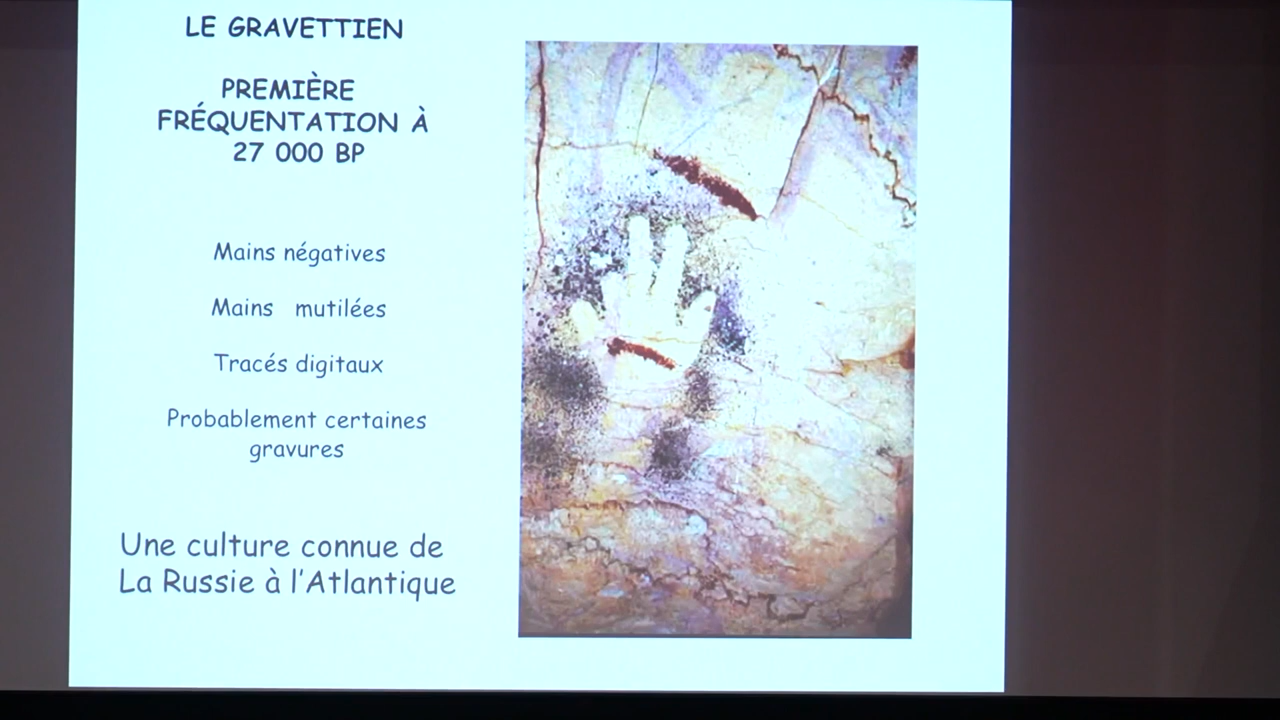 LE GRAVETTIEN
PREMIÈRE
FRÉQUENTATION À
27 000 BP
Mains négatives
Mains mutilées
Tracés digitaux
Probablement certaines
gravures
Une culture connue de
La Russie à l'Atlantique